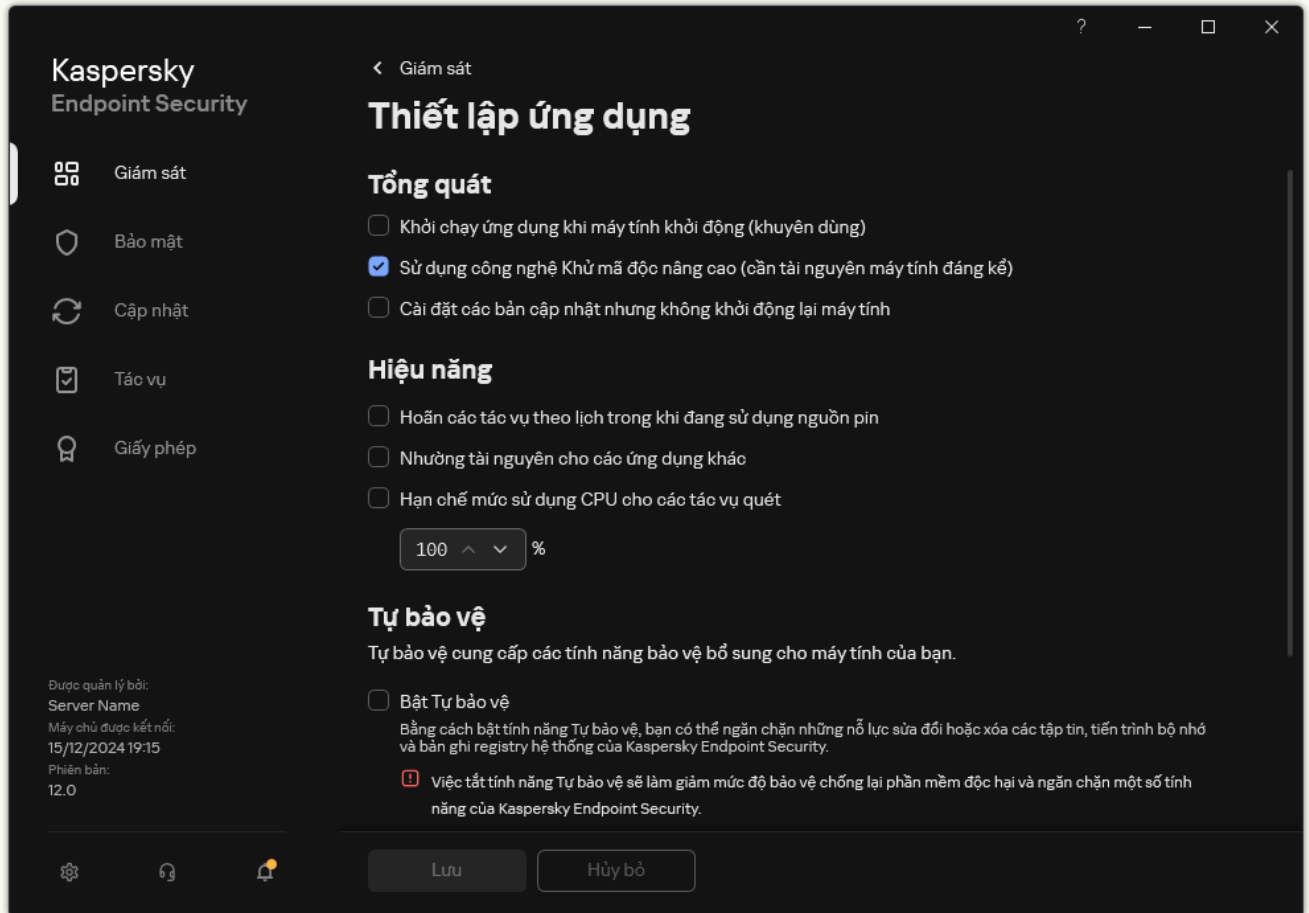 ?
Kaspersky
Endpoint Security
Giám sát
Bảo mật
Cập nhật
Tác vụ
Giấy phép
Được quản lý bởi:
Server Name
Máy chủ được kết nối:
15/12/2024 19:15
Phiên bản:
12.0
Giám sát
Thiết lập ứng dụng
Tổng quát
Khởi chạy ứng dụng khi máy tính khởi động (khuyên dùng)
Sử dụng công nghệ Khử mã độc nâng cao (cần tài nguyên máy tính đáng kể)
Cài đặt các bản cập nhật nhưng không khởi động lại máy tính
Hiệu năng
Hoãn các tác vụ theo lịch trong khi đang sử dụng nguồn pin
Nhường tài nguyên cho các ứng dụng khác
Hạn chế mức sử dụng CPU cho các tác vụ quét
100 %
Tự bảo vệ
Tự bảo vệ cung cấp các tính năng bảo vệ bổ sung cho máy tính của bạn.
Bật Tự bảo vệ
Bằng cách bật tính năng Tự bảo vệ, bạn có thể ngăn chặn những nỗ lực sửa đổi hoặc xóa các tập tin, tiến trình bộ nhớ
và bản ghi registry hệ thống của Kaspersky Endpoint Security.
Việc tắt tính năng Tự bảo vệ sẽ làm giảm mức độ bảo vệ chống lại phần mềm độc hại và ngăn chặn một số tính
năng của Kaspersky Endpoint Security.
Lưu
Hủy bỏ